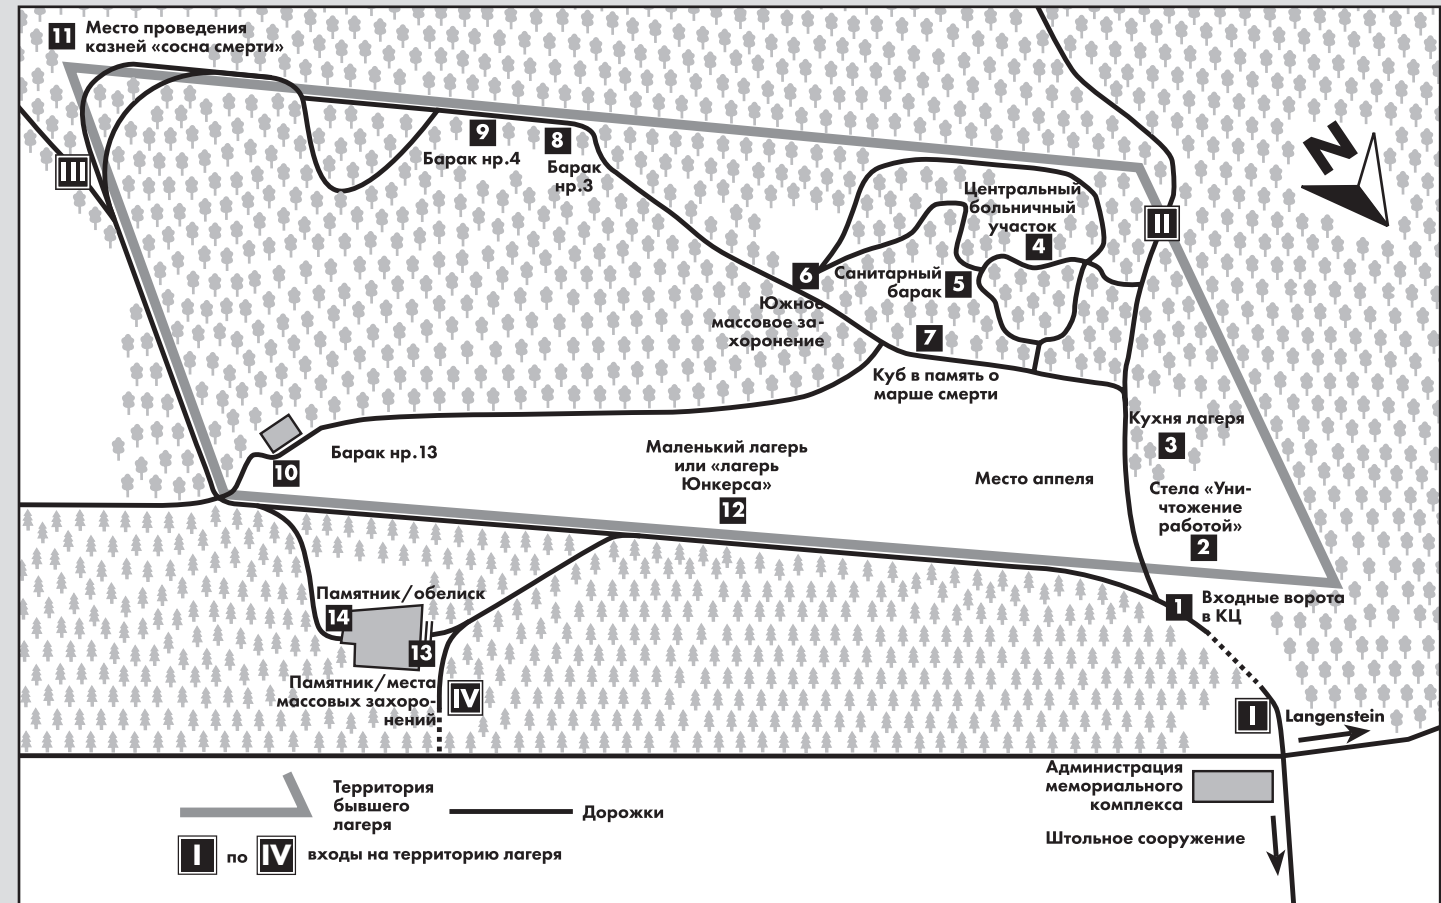 11 Место проведения
казней «сосна смерти»
III
9
Барак нр.4
8
Барак
нр.3
N
II
Центральный
больничный
участок
4
6
Южное
массовое за-
хоронение
Санитарный
барак 5
7
Куб в память о
марше смерти
Кухня лагеря
3
Барак нр.13
10
Маленький лагерь
или «лагерь
Юнкерса»
12
Место аппеля
Стела «Уни-
чтожение
работой»
2
1 Входные ворота
в КЦ
Памятник/обелиск
14
13
Памятник/места
массовых захоро-
нений
IV
I
Langenstein
Администрация
мемориального
комплекса
Штольное сооружение
Территория
бывшего
лагеря
Дорожки
I по IV входы на территорию лагеря